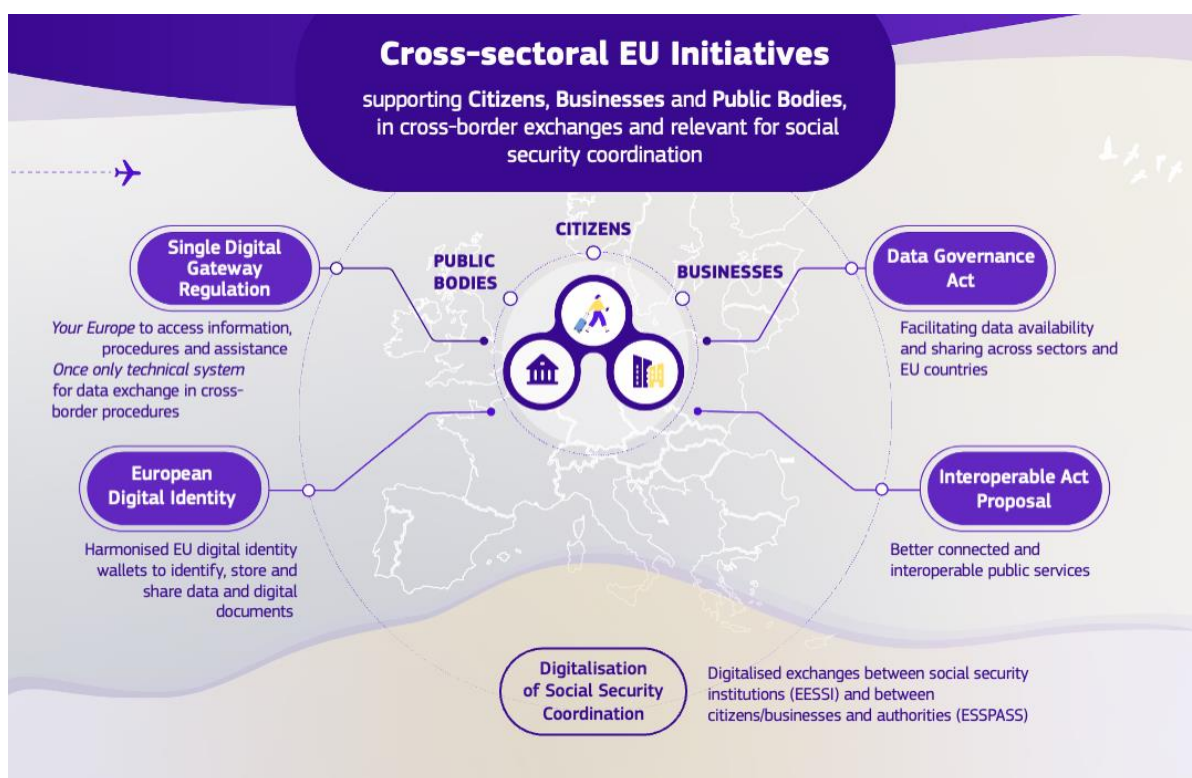 Cross-sectoral EU Initiatives
supporting Citizens, Businesses and Public Bodies,
in cross-border exchanges and relevant for social
security coordination
CITIZENS
PUBLIC
BODIES
BUSINESSES
Single Digital
Gateway
Regulation
Your Europe to access information,
procedures and assistance
Once only technical system
for data exchange in cross-
border procedures
Data Governance
Act
Facilitating data availability
and sharing across sectors and
EU countries
European
Digital Identity
Harmonised EU digital identity
wallets to identify, store and
share data and digital
documents
Interoperable Act
Proposal
Better connected and
interoperable public services
Digitalisation
of Social Security
Coordination
Digitalised exchanges between social security
institutions (EESSI) and between
citizens/businesses and authorities (ESSPASS)